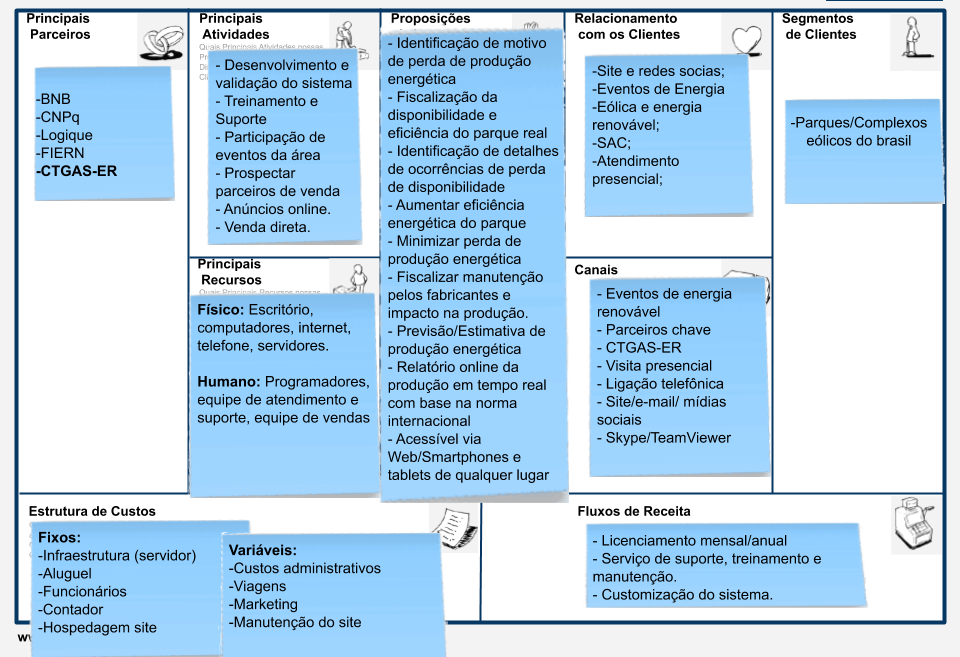 Principais
Parceiros
-BNB
-CNPq
-Logique
-FIERN
-CTGAS-ER
Principais
Atividades
Quais Principais Atividades nossas
- Desenvolvimento e
validação do sistema
- Treinamento e
Suporte
- Participação de
eventos da área
- Prospectar
parceiros de venda
- Anúncios online.
- Venda direta.
Principais
Recursos
Quais Principais Recursos nossas
Físico: Escritório,
computadores, internet,
telefone, servidores.
Humano: Programadores,
equipe de atendimento e
suporte, equipe de vendas
Proposições
- Identificação de motivo
de perda de produção
energética
- Fiscalização da
disponibilidade e
eficiência do parque real
- Identificação de detalhes
de ocorrências de perda
de disponibilidade
- Aumentar eficiência
energética do parque
- Minimizar perda de
produção energética
- Fiscalizar manutenção
pelos fabricantes e
impacto na produção.
- Previsão/Estimativa de
produção energética
- Relatório online da
produção em tempo real
com base na norma
internacional
- Acessível via
Web/Smartphones e
tablets de qualquer lugar
Relacionamento
com os Clientes
-Site e redes socias;
-Eventos de Energia
-Eólica e energia
renovável;
-SAC;
-Atendimento
presencial;
Canais
- Eventos de energia
renovável
- Parceiros chave
- CTGAS-ER
- Visita presencial
- Ligação telefônica
- Site/e-mail/ mídias
sociais
- Skype/TeamViewer
Segmentos
de Clientes
-Parques/Complexos
eólicos do brasil
Estrutura de Custos
Fixos:
-Infraestrutura (servidor)
-Aluguel
-Funcionários
-Contador
-Hospedagem site
Variáveis:
-Custos administrativos
-Viagens
-Marketing
-Manutenção do site
Fluxos de Receita
- Licenciamento mensal/anual
- Serviço de suporte, treinamento e
manutenção.
- Customização do sistema.